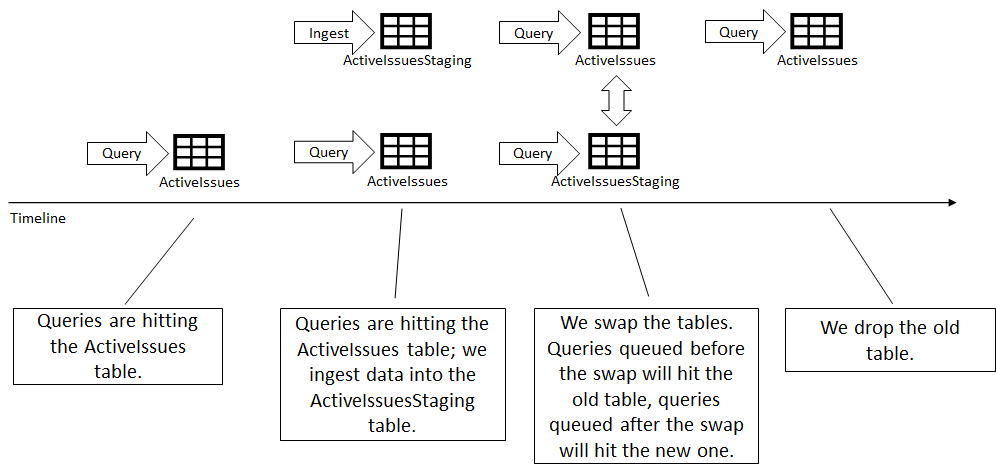 Ingest
ActiveIssuesStaging
Query
ActiveIssues
Query
ActiveIssues
Query
ActiveIssues
Query
ActiveIssues
Query
ActiveIssuesStaging
Timeline
Queries are hitting
the ActiveIssues
table.
Queries are hitting the
ActiveIssues table; we
ingest data into the
ActiveIssuesStaging
table.
We swap the tables.
Queries queued before
the swap will hit the
old table, queries
queued after the swap
will hit the new one.
We drop the old
table.